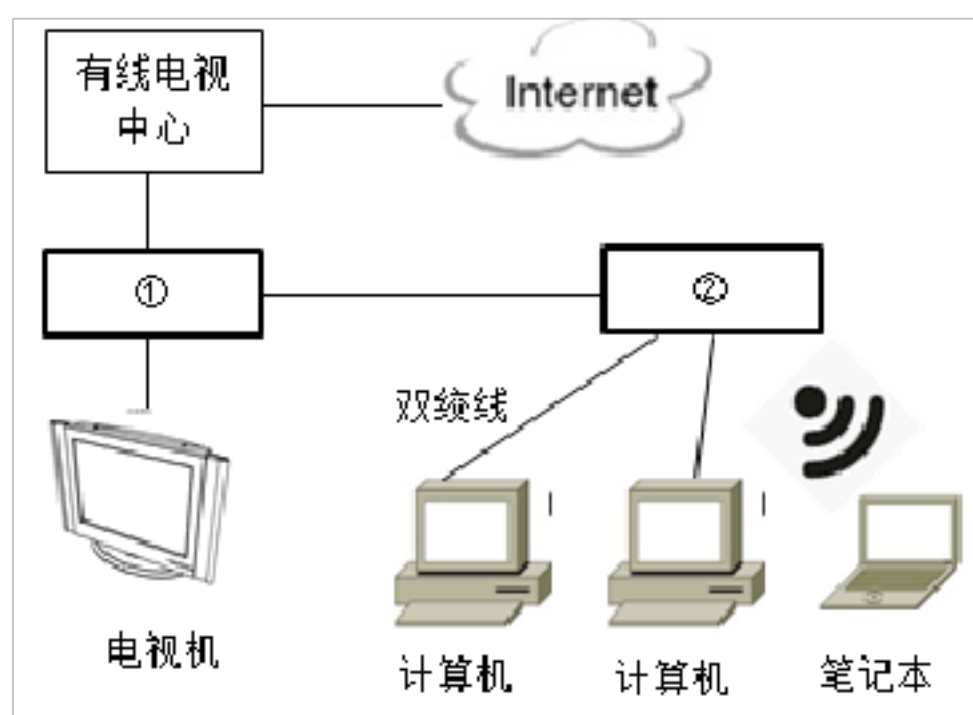 有线电视
中心
Internet
①
②
双绞线
电视机
计算机
计算机
笔记本